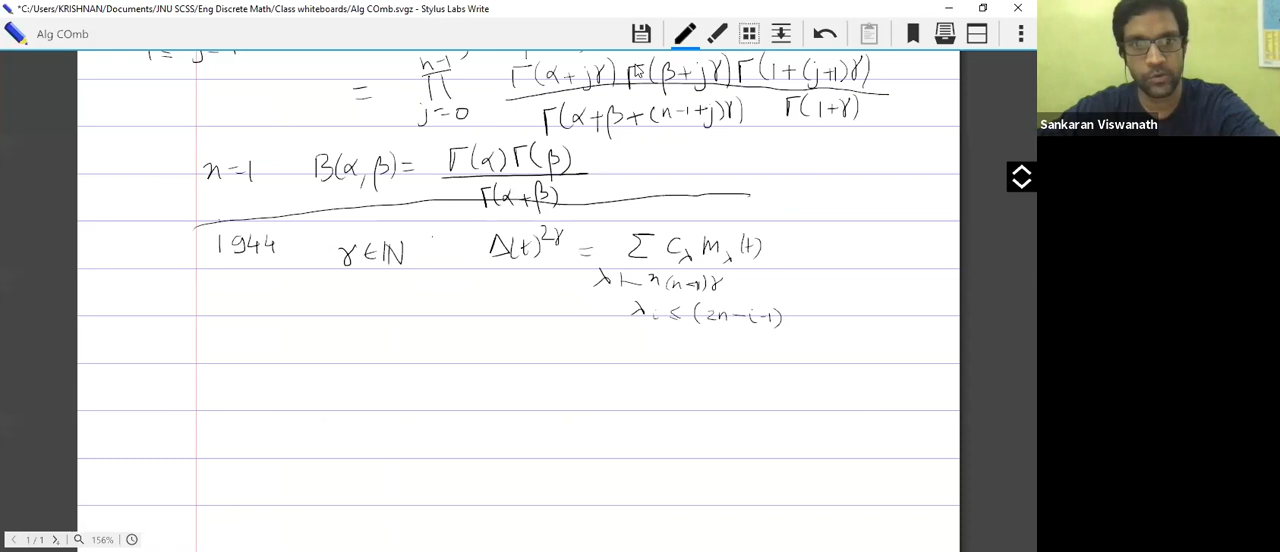 *C:/Users/KRISHNAN/Documents/JNU SCSS/Eng Discrete Math/Class whiteboards/Alg COmb.svgz - Stylus Labs Write
Alg COmb
Sankaran Viswanath
= ∏_{j=0}^{n-1} Γ(α+jγ) Γ(β+jγ) Γ(1+(j+1)γ) / Γ(α+β+(n-1+j)γ) Γ(1+γ)
n=1 B(α,β) = Γ(α)Γ(β) / Γ(α+β)
1944 γ∈ℕ Δ(t)^{2γ} = Σ c_λ m_λ(t)
λ ⊢ n(n-1)γ
λ_i ≤ (2n-i-1)
1 / 1
156%